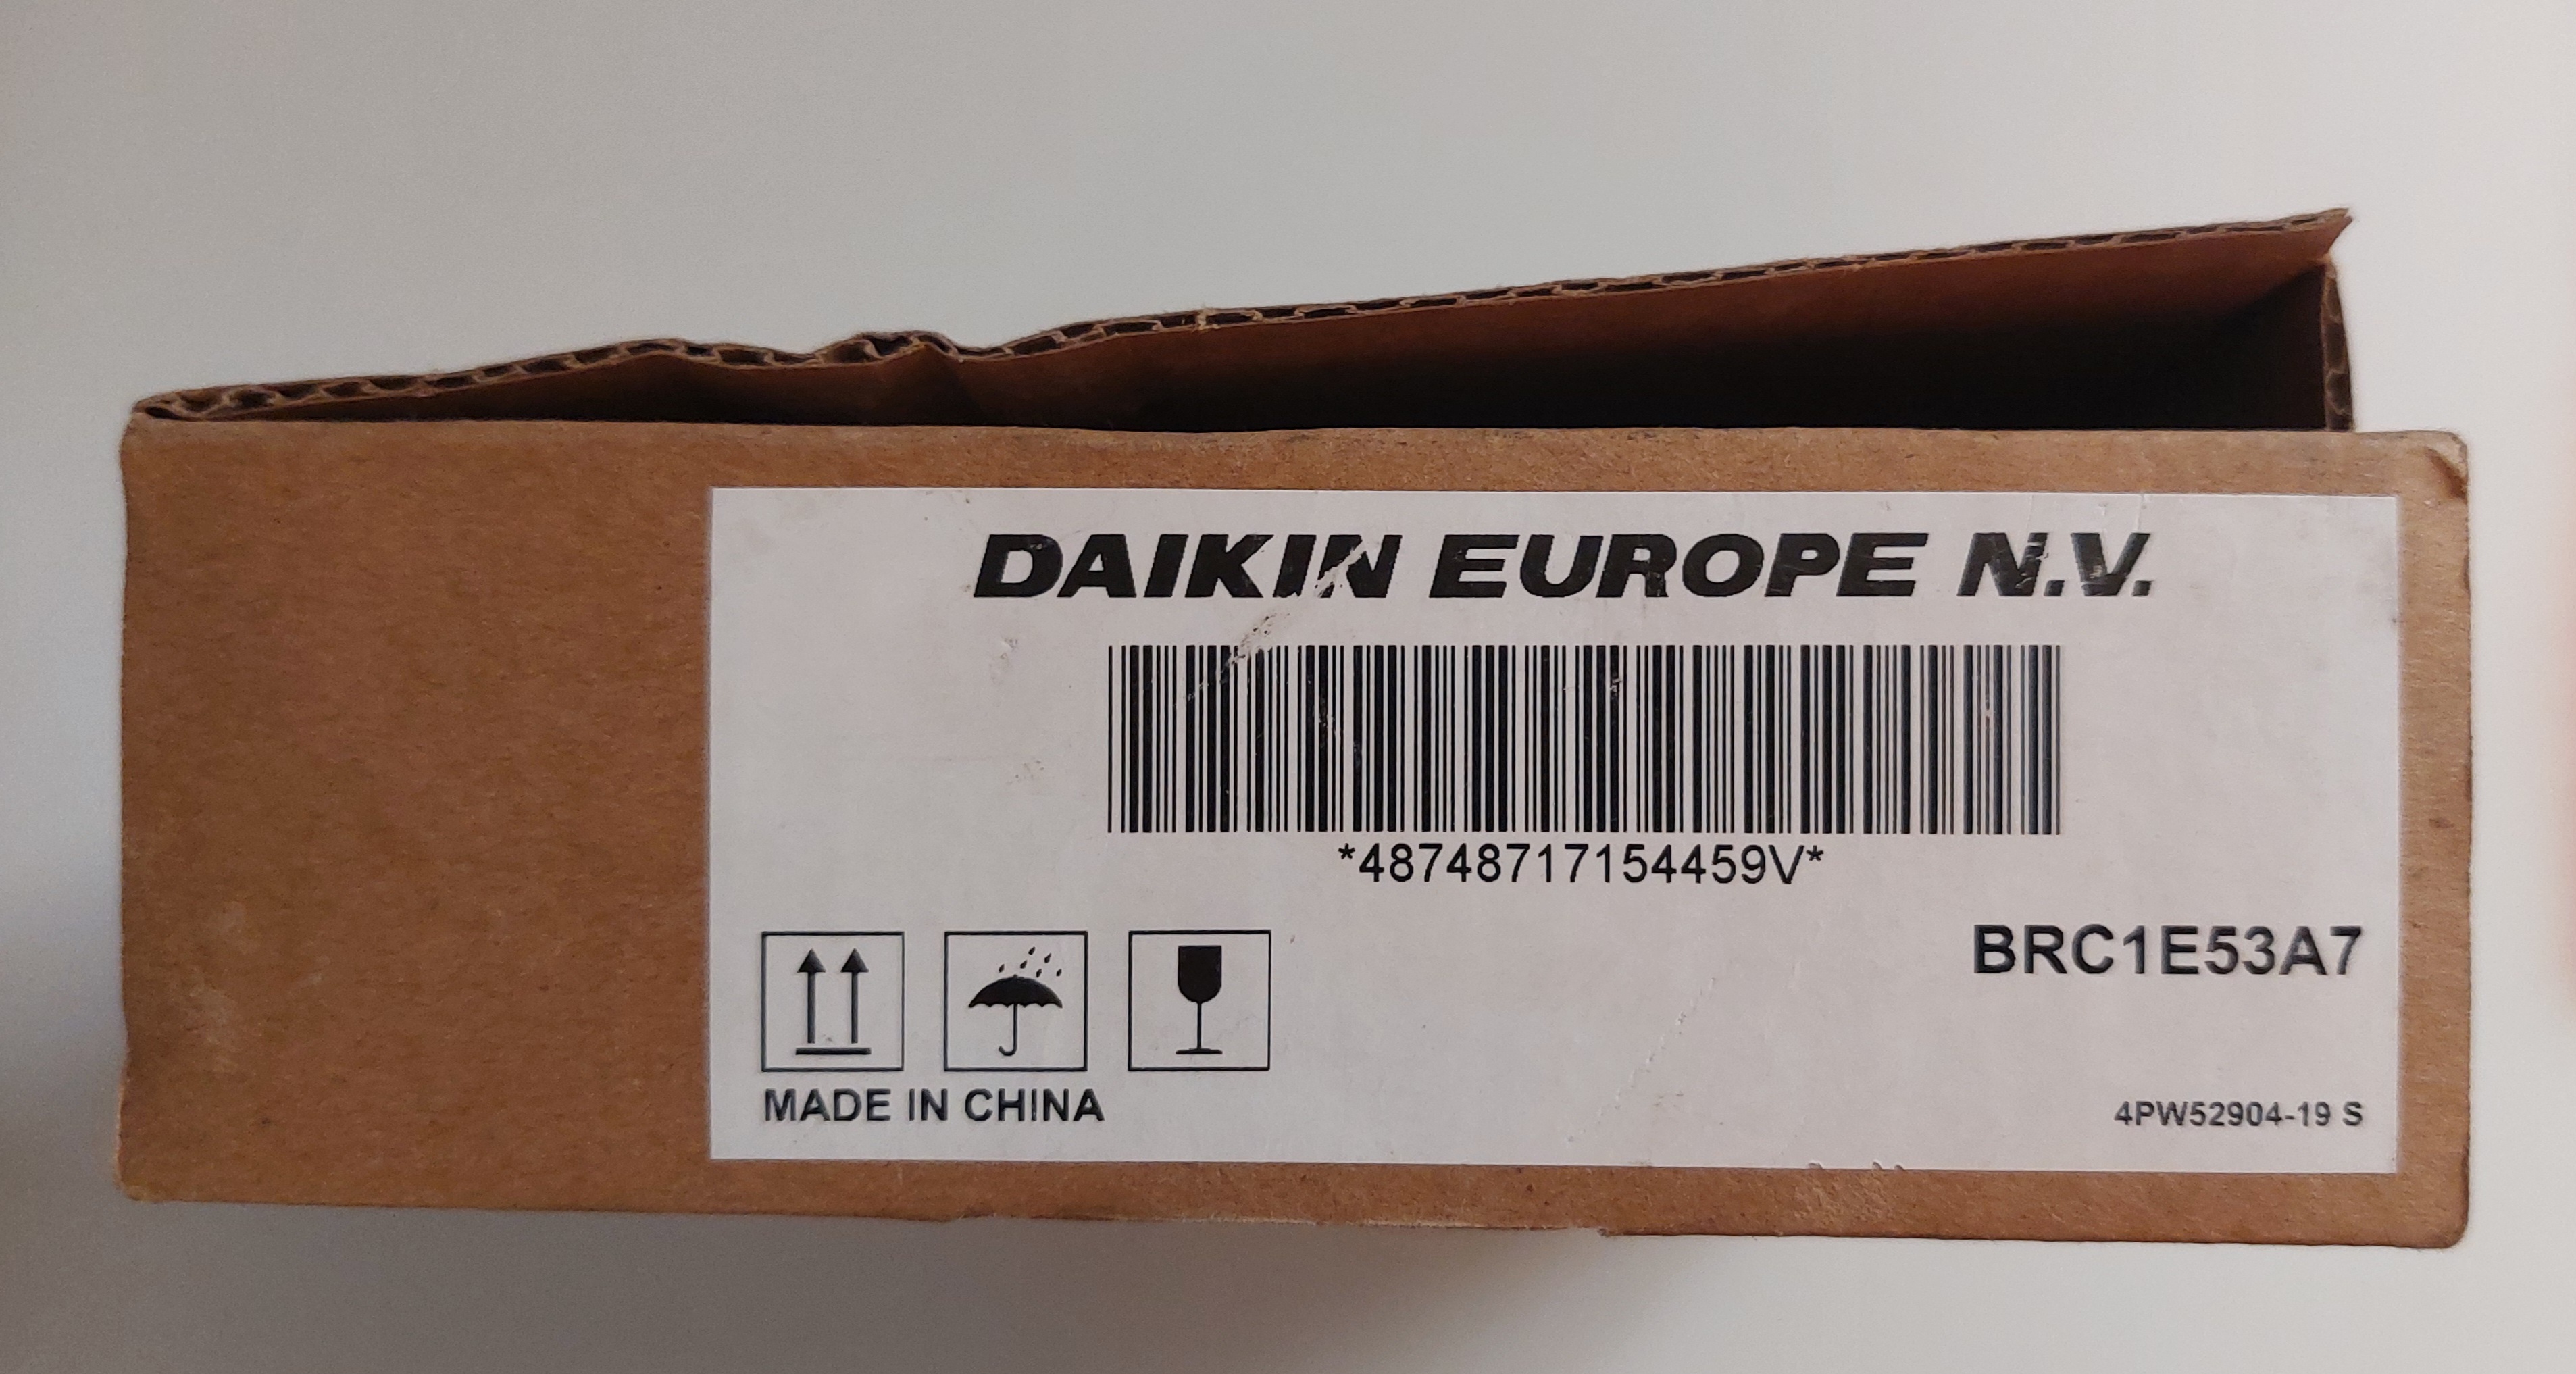 DAIKIN EUROPE N.V.
*48748717154459V*
BRC1E53A7
MADE IN CHINA
4PW52904-19 S